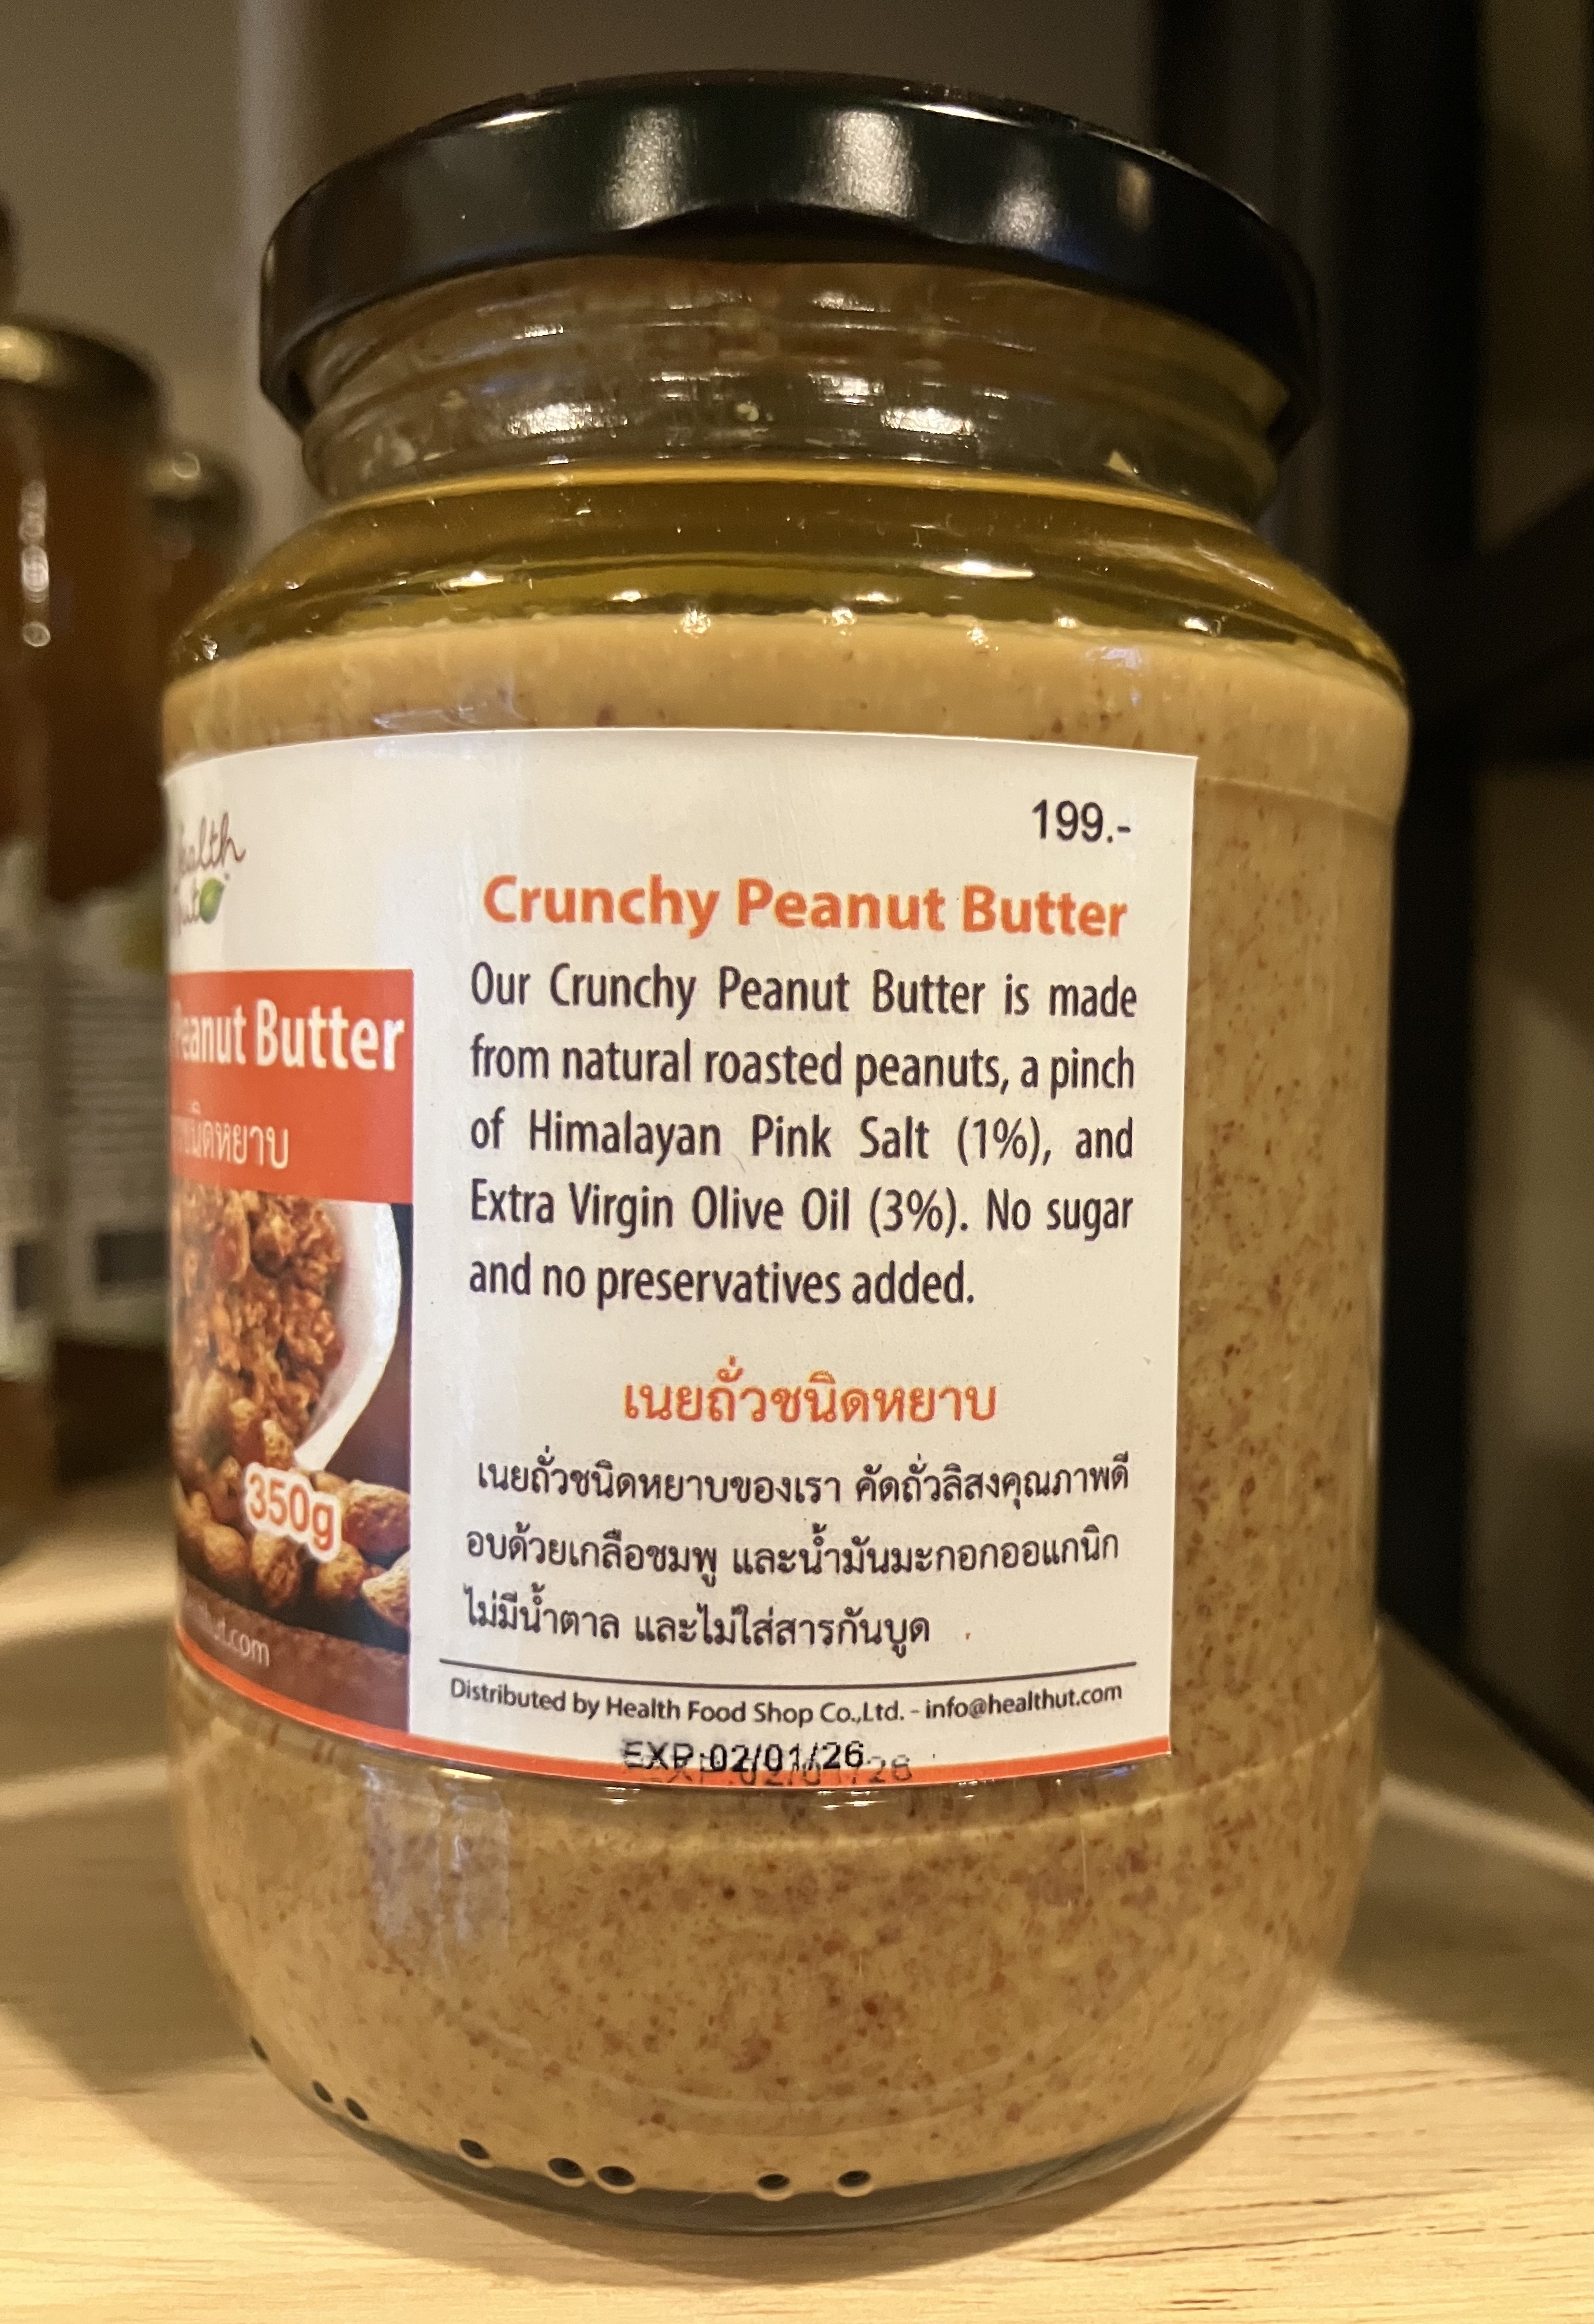 199.-
Crunchy Peanut Butter
Our Crunchy Peanut Butter is made
from natural roasted peanuts, a pinch
of Himalayan Pink Salt (1%), and
Extra Virgin Olive Oil (3%). No sugar
and no preservatives added.
เนยถั่วชนิดหยาบ
เนยถั่วชนิดหยาบของเรา คัดถั่วลิสงคุณภาพดี
อบด้วยเกลือชมพู และน้ำมันมะกอกออแกนิก
ไม่มีน้ำตาล และไม่ใส่สารกันบูด
Distributed by Health Food Shop Co.,Ltd. - info@healthut.com
EXP:02/01/26
Peanut Butter
ชนิดหยาบ
350g